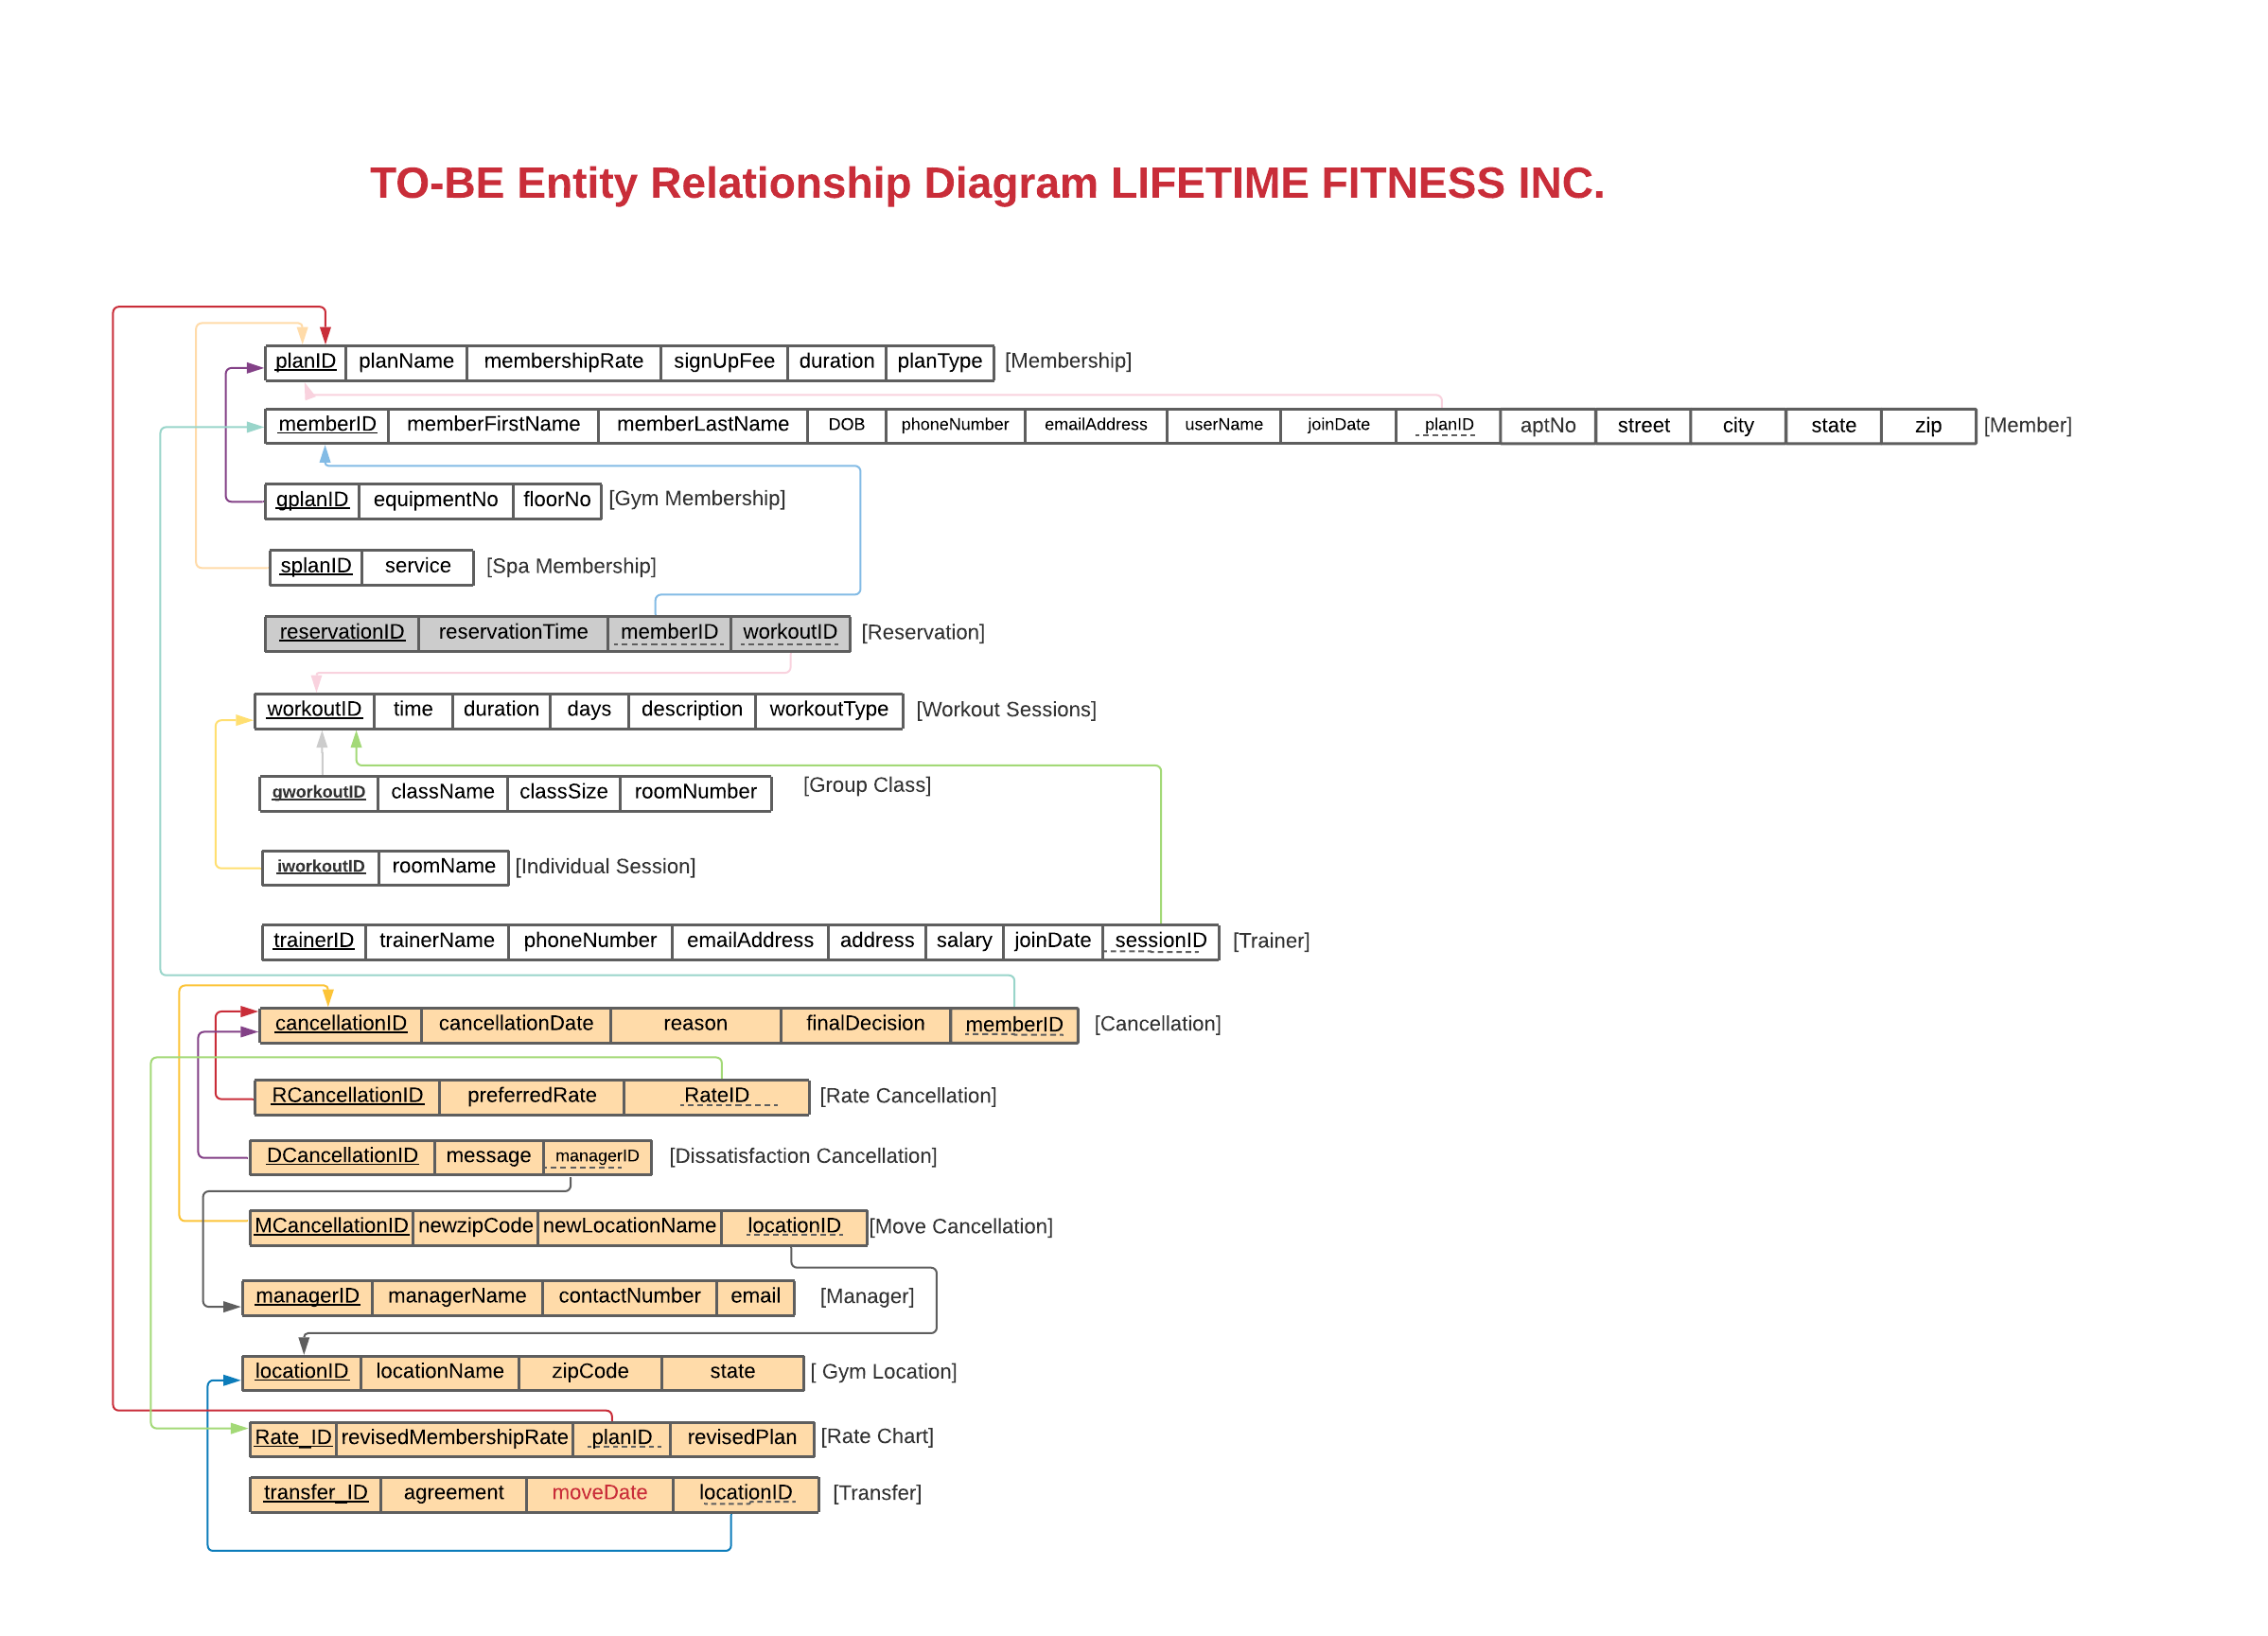 TO-BE Entity Relationship Diagram LIFETIME FITNESS INC.
planID planName membershipRate signUpFee duration planType [Membership]
memberID memberFirstName memberLastName DOB phoneNumber emailAddress userName joinDate planID aptNo street city state zip [Member]
gplanID equipmentNo floorNo [Gym Membership]
splanID service [Spa Membership]
reservationID reservationTime memberID workoutID [Reservation]
workoutID time duration days description workoutType [Workout Sessions]
gworkoutID className classSize roomNumber [Group Class]
iworkoutID roomName [Individual Session]
trainerID trainerName phoneNumber emailAddress address salary joinDate sessionID [Trainer]
cancellationID cancellationDate reason finalDecision memberID [Cancellation]
RCancellationID preferredRate RateID [Rate Cancellation]
DCancellationID message managerID [Dissatisfaction Cancellation]
MCancellationID newzipCode newLocationName locationID [Move Cancellation]
managerID managerName contactNumber email [Manager]
locationID locationName zipCode state [ Gym Location]
Rate_ID revisedMembershipRate planID revisedPlan [Rate Chart]
transfer_ID agreement moveDate locationID [Transfer]